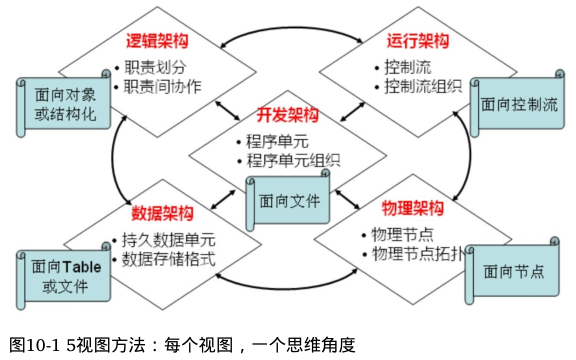 逻辑架构
• 职责划分
• 职责间协作
面向对象
或结构化
运行架构
• 控制流
• 控制流组织
面向控制流
开发架构
• 程序单元
• 程序单元组织
面向文件
数据架构
• 持久数据单元
• 数据存储格式
面向Table
或文件
物理架构
• 物理节点
• 物理节点拓扑
面向节点
图10-1 5视图方法：每个视图，一个思维角度